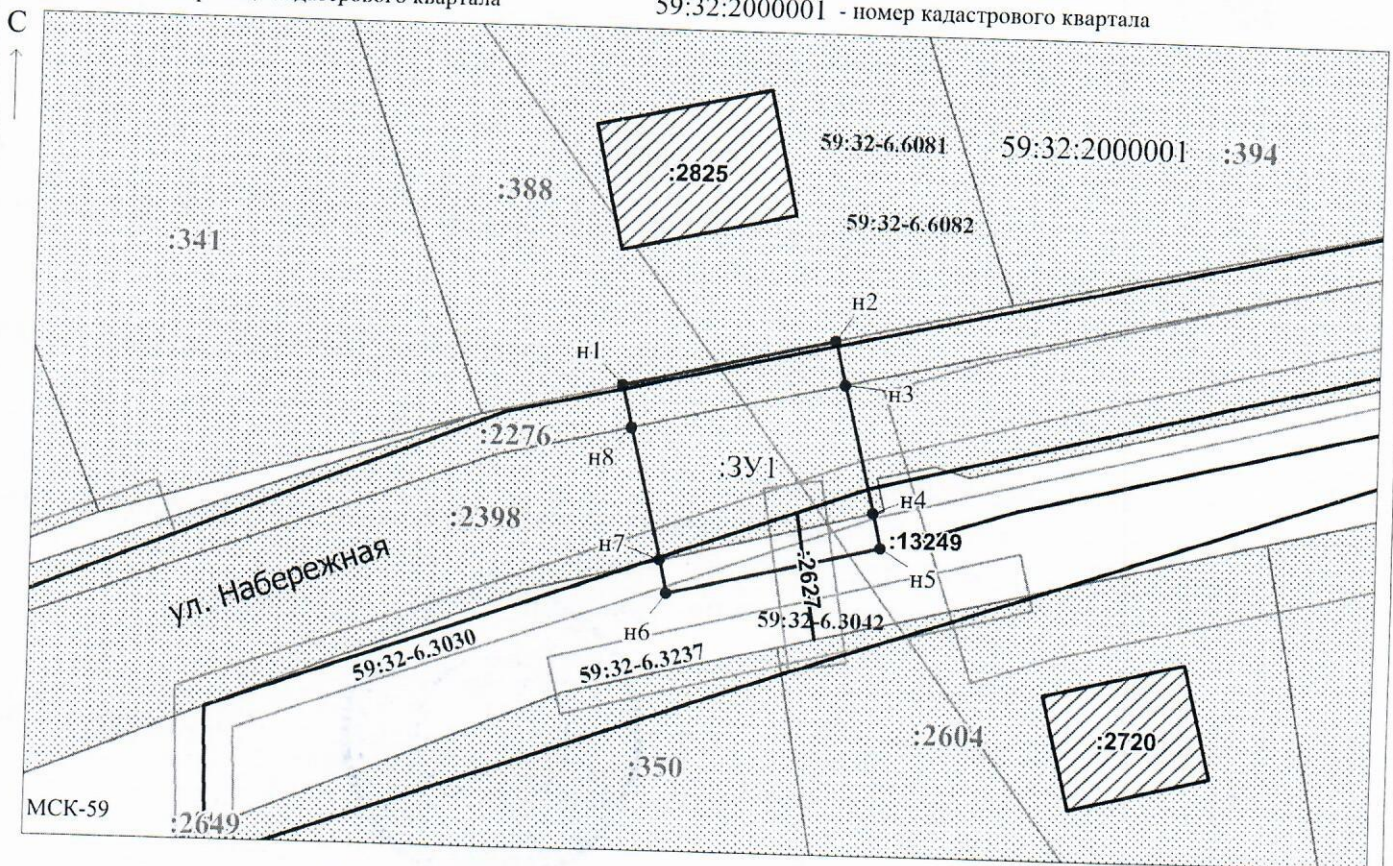 кадастрового квартала
59:32:2000001 - номер кадастрового квартала
С
:2825
59:32-6.6081
59:32:2000001
:394
:388
59:32-6.6082
:341
н2
н1
н3
:2276
н8
:ЗУ1
:2398
н4
н7
:13249
ул. Набережная
н5
:2627
н6
59:32-6.3042
59:32-6.3030
59:32-6.3237
:2604
:2720
:350
МСК-59
:2649